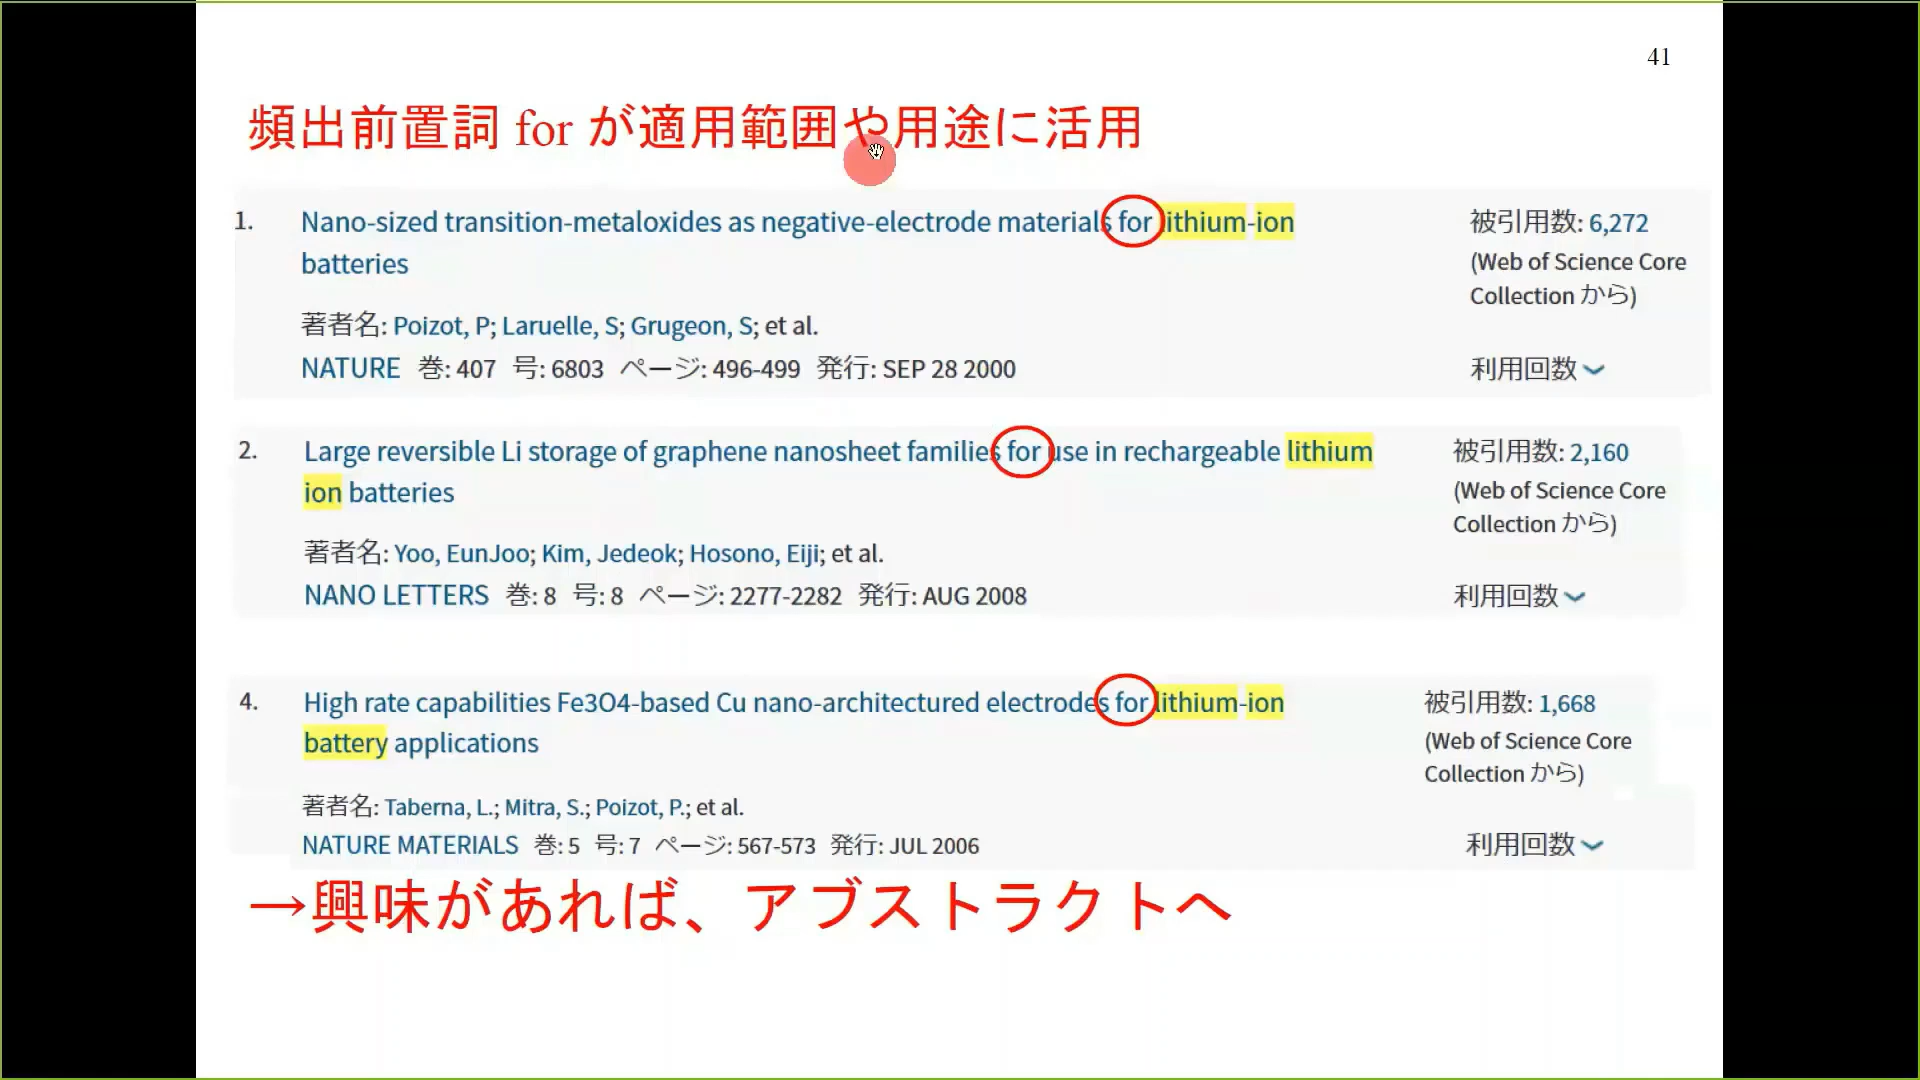 41
頻出前置詞 for が適用範囲や用途に活用
1. Nano-sized transition-metaloxides as negative-electrode materials for lithium-ion
batteries
著者名: Poizot, P; Laruelle, S; Grugeon, S; et al.
NATURE 巻: 407 号: 6803 ページ: 496-499 発行: SEP 28 2000
被引用数: 6,272
(Web of Science Core
Collection から)
利用回数
2. Large reversible Li storage of graphene nanosheet families for use in rechargeable lithium
ion batteries
著者名: Yoo, EunJoo; Kim, Jedeok; Hosono, Eiji; et al.
NANO LETTERS 巻: 8 号: 8 ページ: 2277-2282 発行: AUG 2008
被引用数: 2,160
(Web of Science Core
Collection から)
利用回数
4. High rate capabilities Fe3O4-based Cu nano-architectured electrodes for lithium-ion
battery applications
著者名: Taberna, L.; Mitra, S.; Poizot, P.; et al.
NATURE MATERIALS 巻: 5 号: 7 ページ: 567-573 発行: JUL 2006
被引用数: 1,668
(Web of Science Core
Collection から)
利用回数
→興味があれば、アブストラクトへ